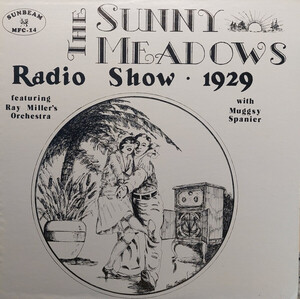 SUNBEAM
MFC-14
THE SUNNY
MEADOWS
Radio Show · 1929
featuring
Ray Miller's
Orchestra
with
Muggsy
Spanier